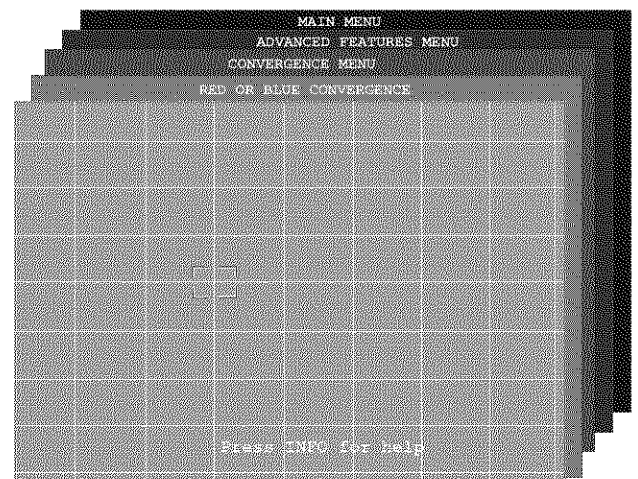 MAIN MENU
ADVANCED FEATURES MENU
CONVERGENCE MENU
RED OR BLUE CONVERGENCE
Press INFO for help